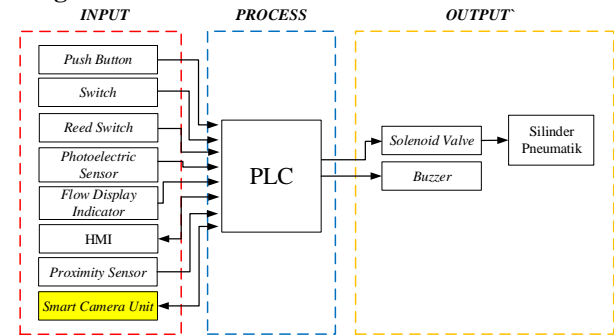 INPUT
PROCESS
OUTPUT`
Push Button
Switch
Reed Switch
Photoelectric
Sensor
Flow Display
Indicator
HMI
Proximity Sensor
Smart Camera Unit
PLC
Solenoid Valve
Buzzer
Silinder
Pneumatik